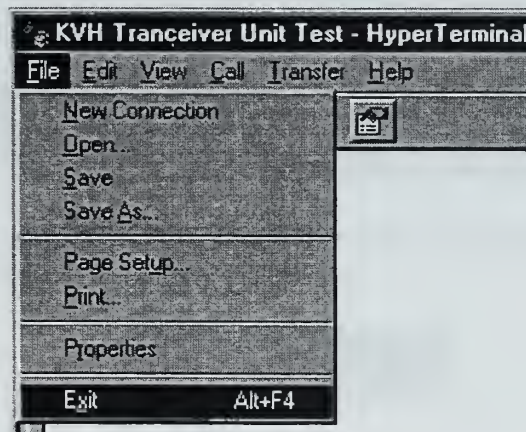 KVH Tranceiver Unit Test - HyperTerminal
File Edit View Call Transfer Help
New Connection
Open...
Save
Save As...
Page Setup...
Print...
Properties
Exit Alt+F4